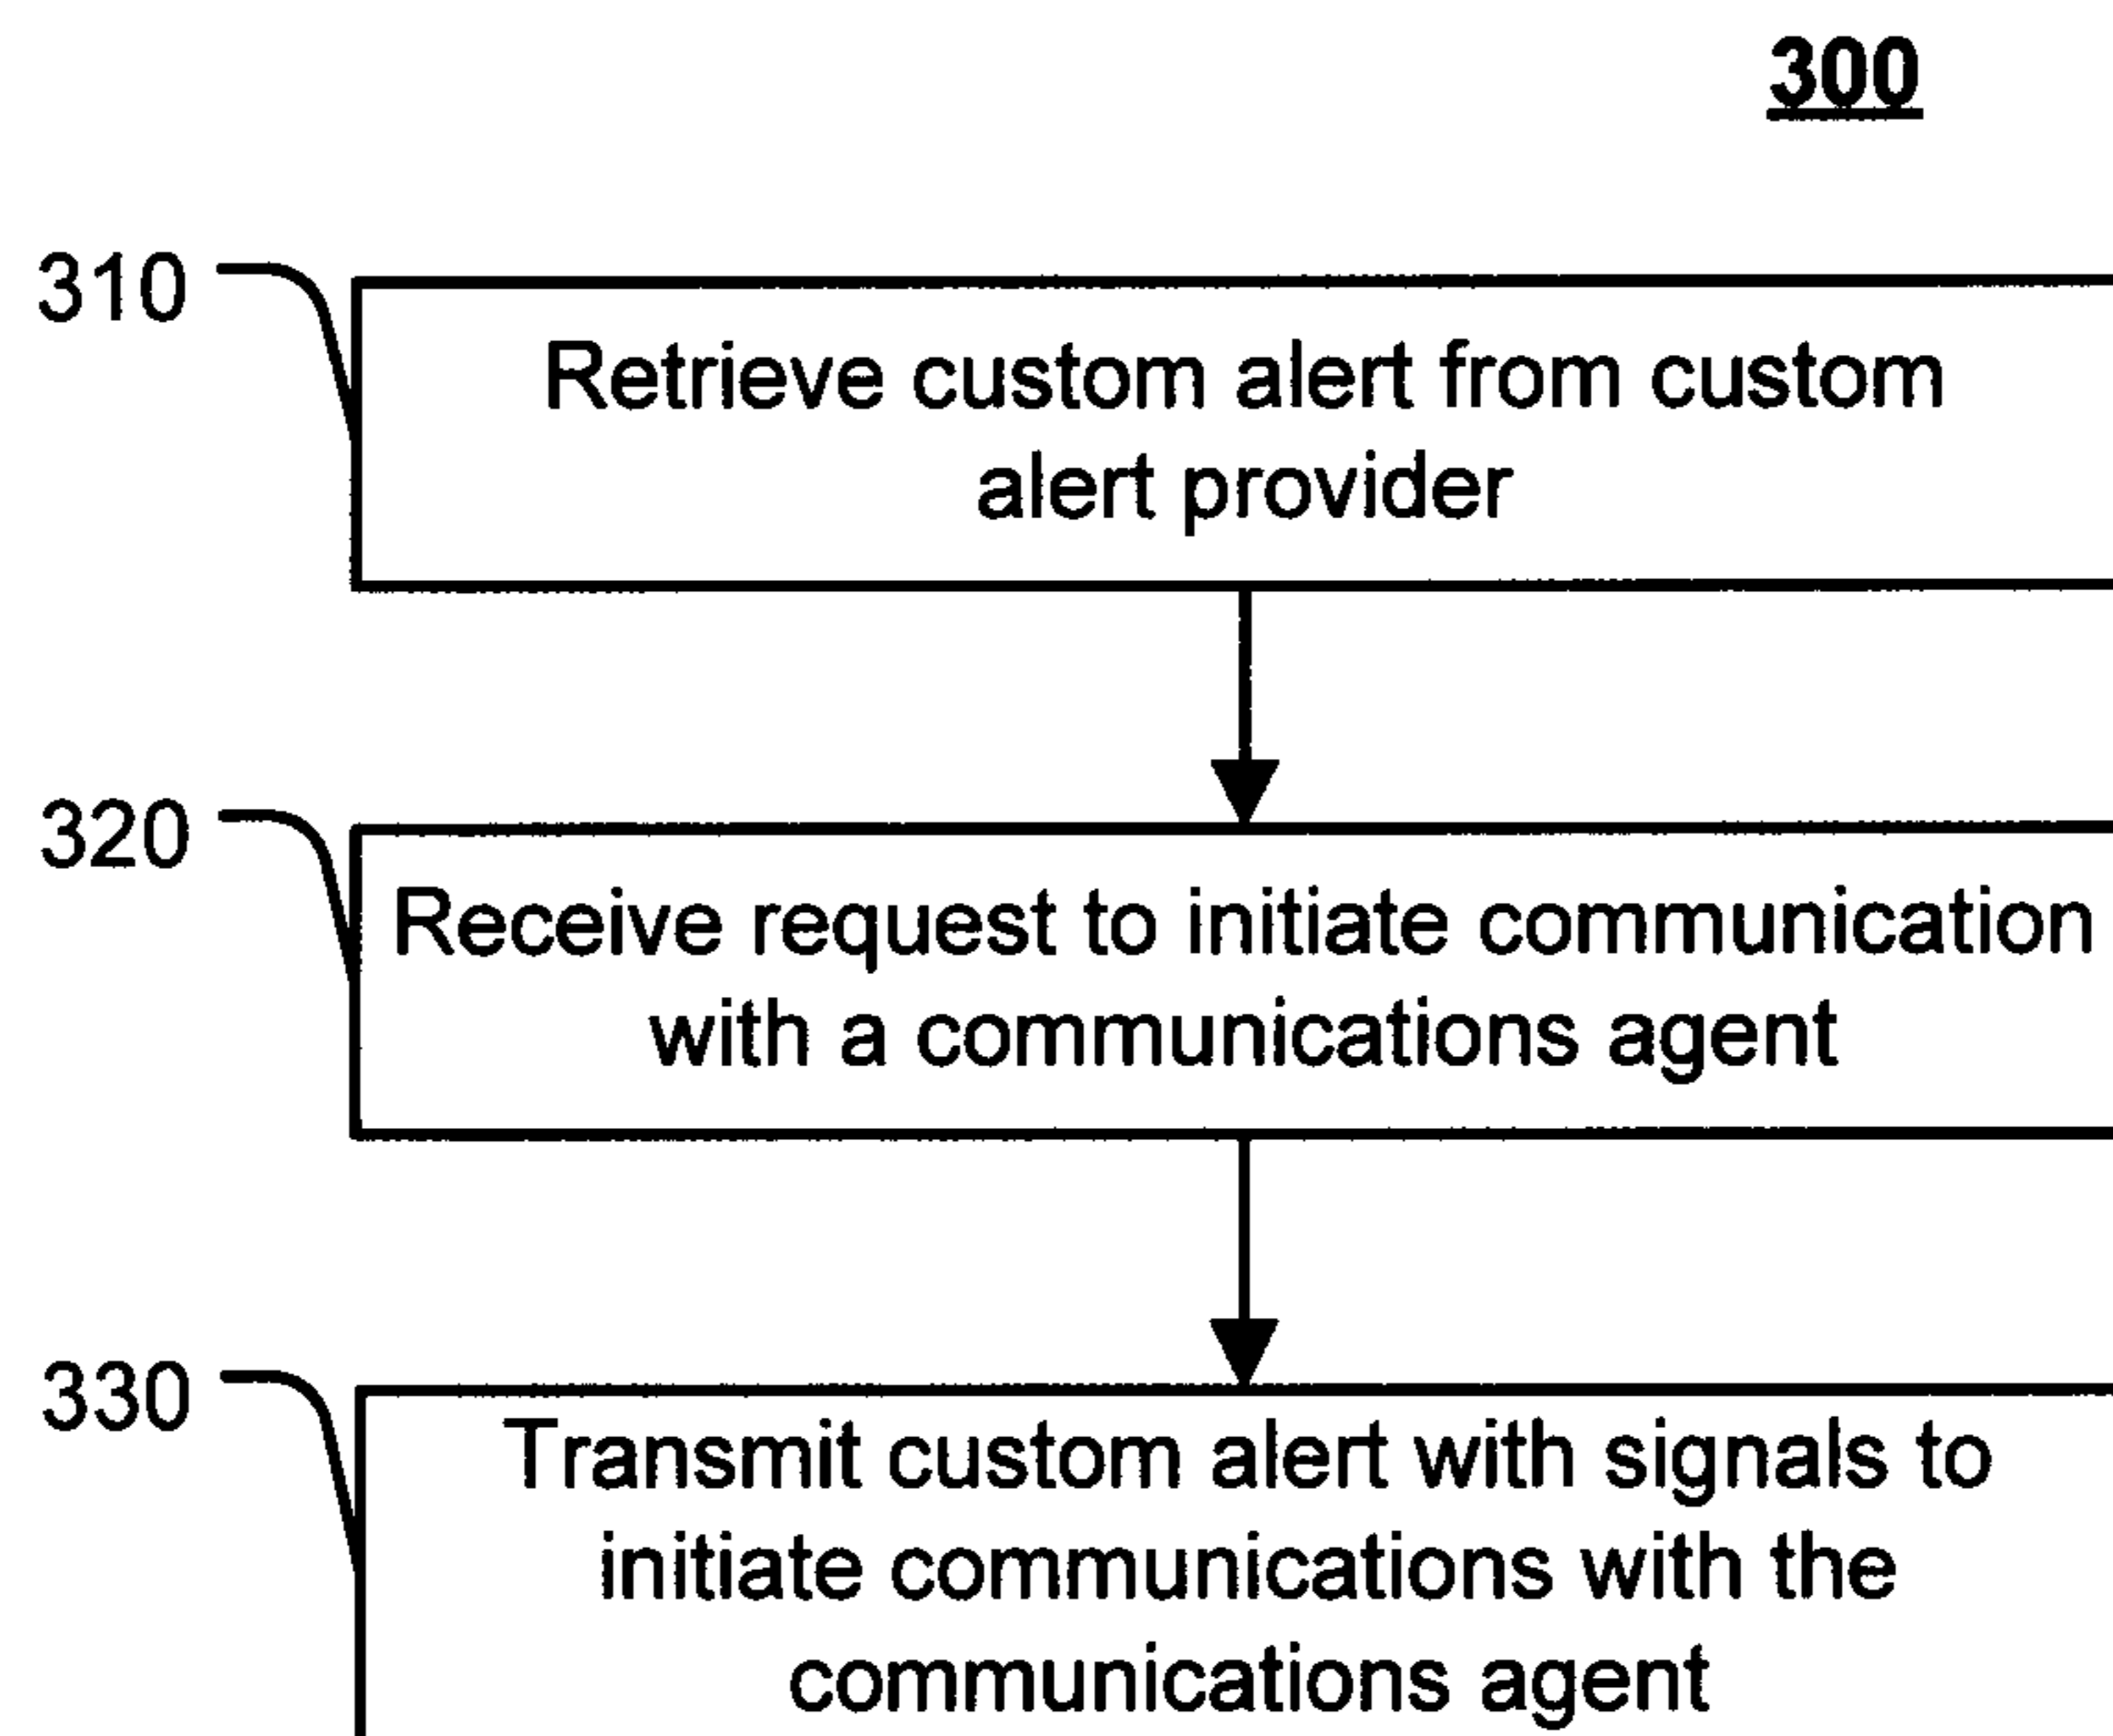 300
310
Retrieve custom alert from custom
alert provider
320
Receive request to initiate communication
with a communications agent
330
Transmit custom alert with signals to
initiate communications with the
communications agent